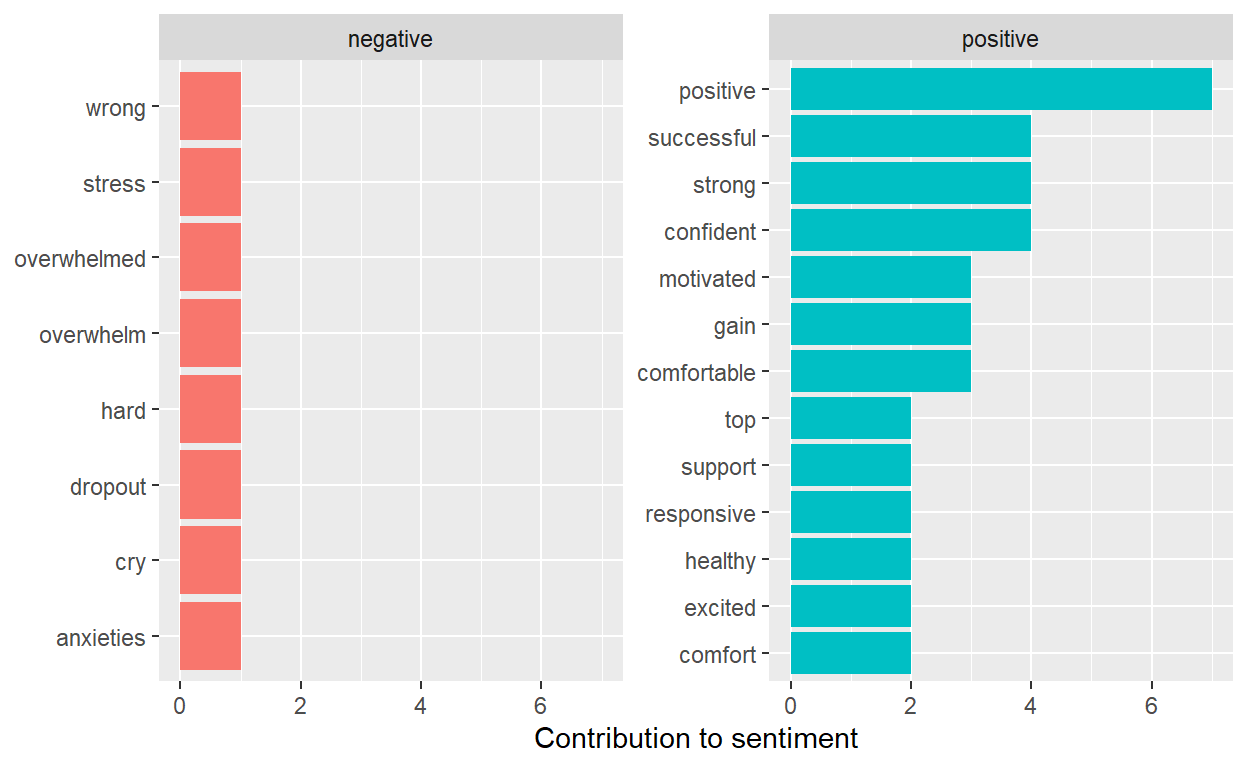 negative
wrong
stress
overwhelmed
overwhelm
hard
dropout
cry
anxieties
0 2 4 6
positive
positive
successful
strong
confident
motivated
gain
comfortable
top
support
responsive
healthy
excited
comfort
0 2 4 6
Contribution to sentiment